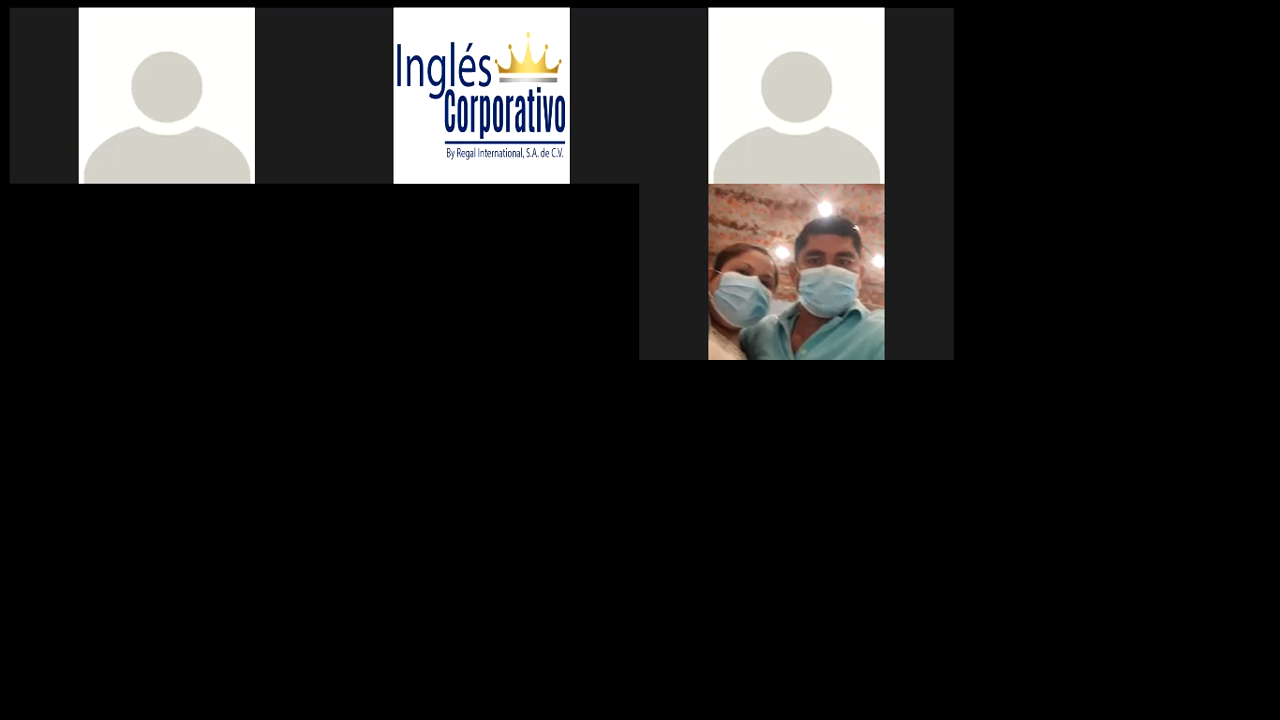 Inglés
Corporativo
By Regal International, S.A. de C.V.